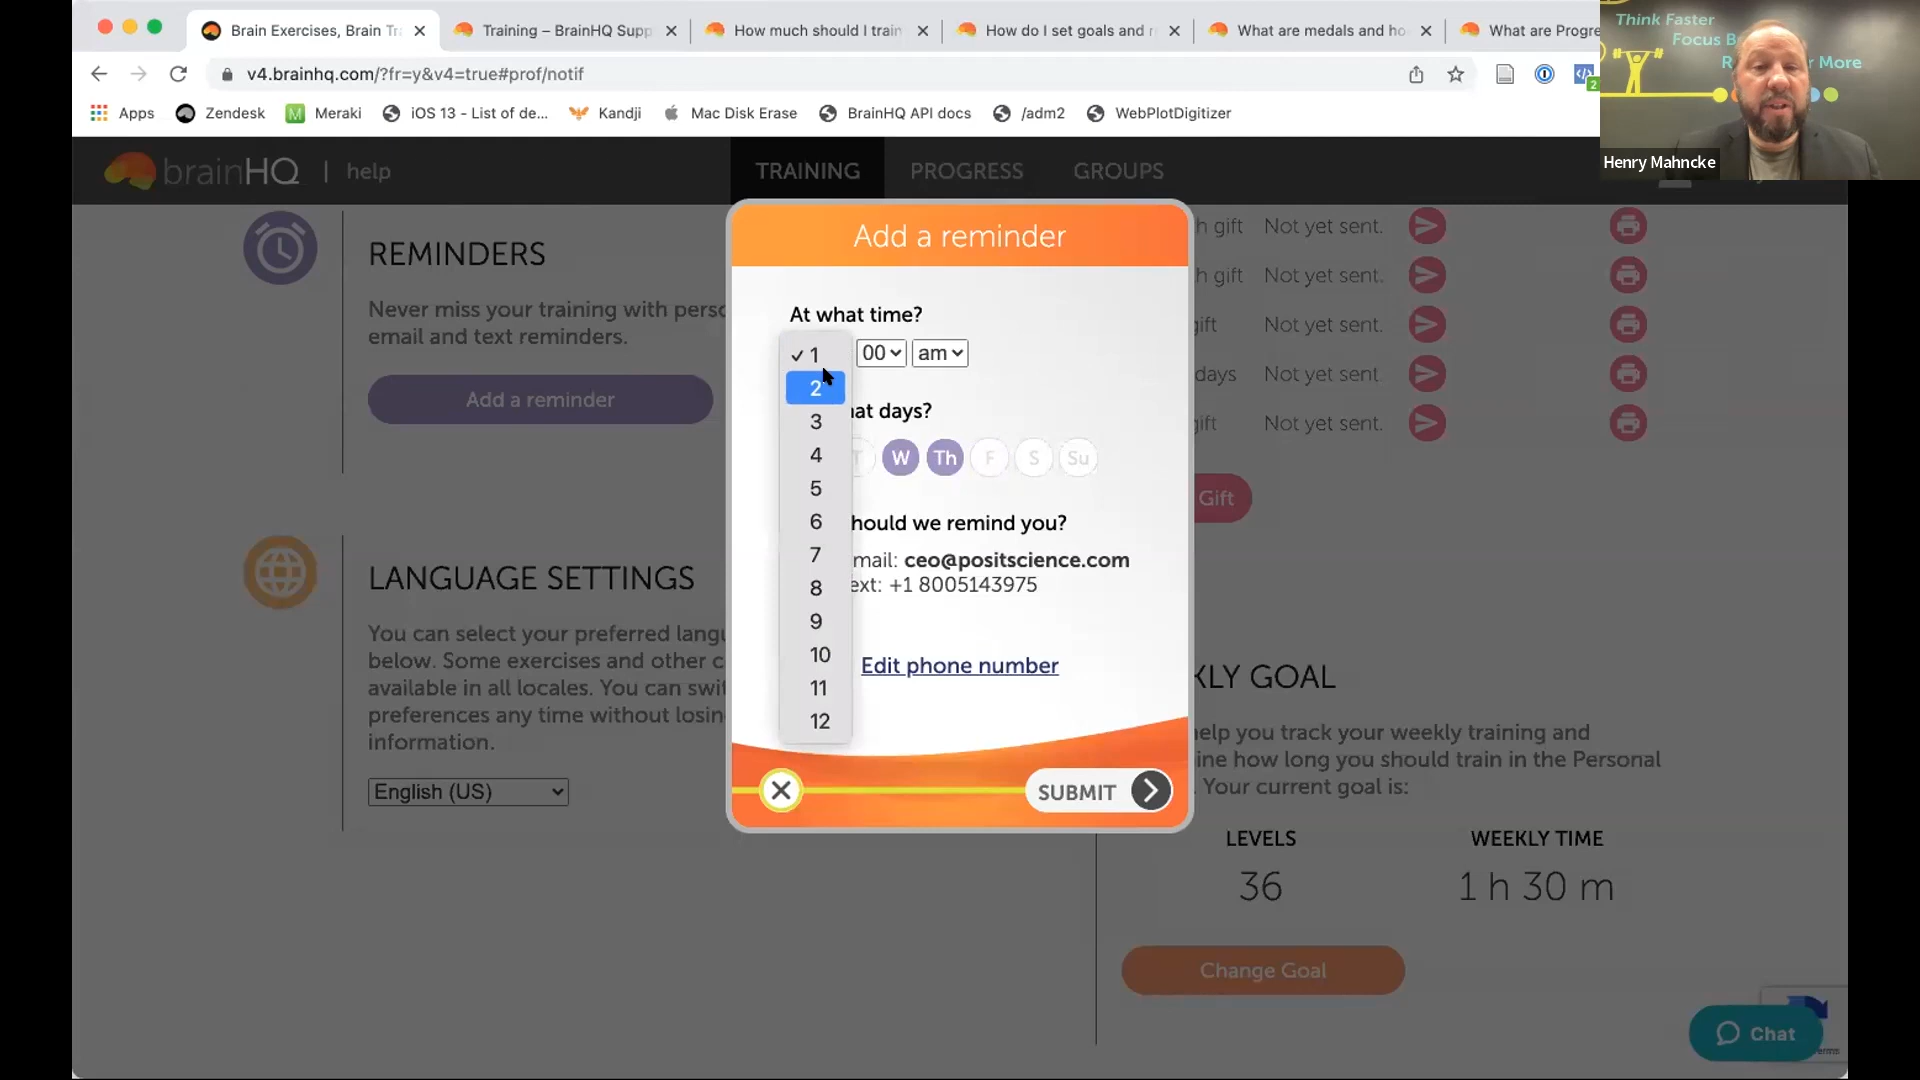 Brain Exercises, Brain Tr
Training – BrainHQ Supp
How much should I train
How do I set goals and r
What are medals and ho
What are Progre
v4.brainhq.com/?fr=y&v4=true#prof/notif
2
Apps
Zendesk
Meraki
iOS 13 - List of de...
Kandji
Mac Disk Erase
BrainHQ API docs
/adm2
WebPlotDigitizer
Think Faster
Focus B
R
r More
Henry Mahncke
brainHQ | help
TRAINING
PROGRESS
GROUPS
REMINDERS
Never miss your training with perso
email and text reminders.
Add a reminder
LANGUAGE SETTINGS
You can select your preferred langu
below. Some exercises and other c
available in all locales. You can swit
preferences any time without losin
information.
English (US)
Add a reminder
At what time?
✓ 1
2
3
4
5
6
7
8
9
10
11
12
00
am
at days?
T
W
Th
F
S
Su
hould we remind you?
mail: ceo@positscience.com
ext: +1 8005143975
Edit phone number
SUBMIT
h gift Not yet sent.
h gift Not yet sent.
gift Not yet sent.
days Not yet sent.
gift Not yet sent.
Gift
KLY GOAL
help you track your weekly training and
ine how long you should train in the Personal
. Your current goal is:
LEVELS
WEEKLY TIME
36
1 h 30 m
Change Goal
Chat